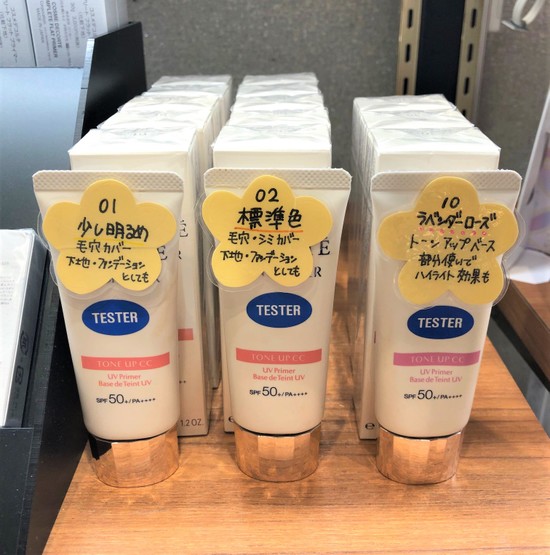 01
少し明るめ
毛穴カバー
下地・ファンデーション
としても
TESTER
TONE UP CC
UV Primer
Base de Teint UV
SPF50+/PA++++
02
標準色
毛穴・シミカバー
下地・ファンデーション
としても
TESTER
TONE UP CC
UV Primer
Base de Teint UV
SPF50+/PA++++
10
ラベンダーローズ
トーンアップベース
部分使いで
ハイライト効果も
TESTER
TONE UP CC
UV Primer
Base de Teint UV
SPF50+/PA++++
1.2 OZ.